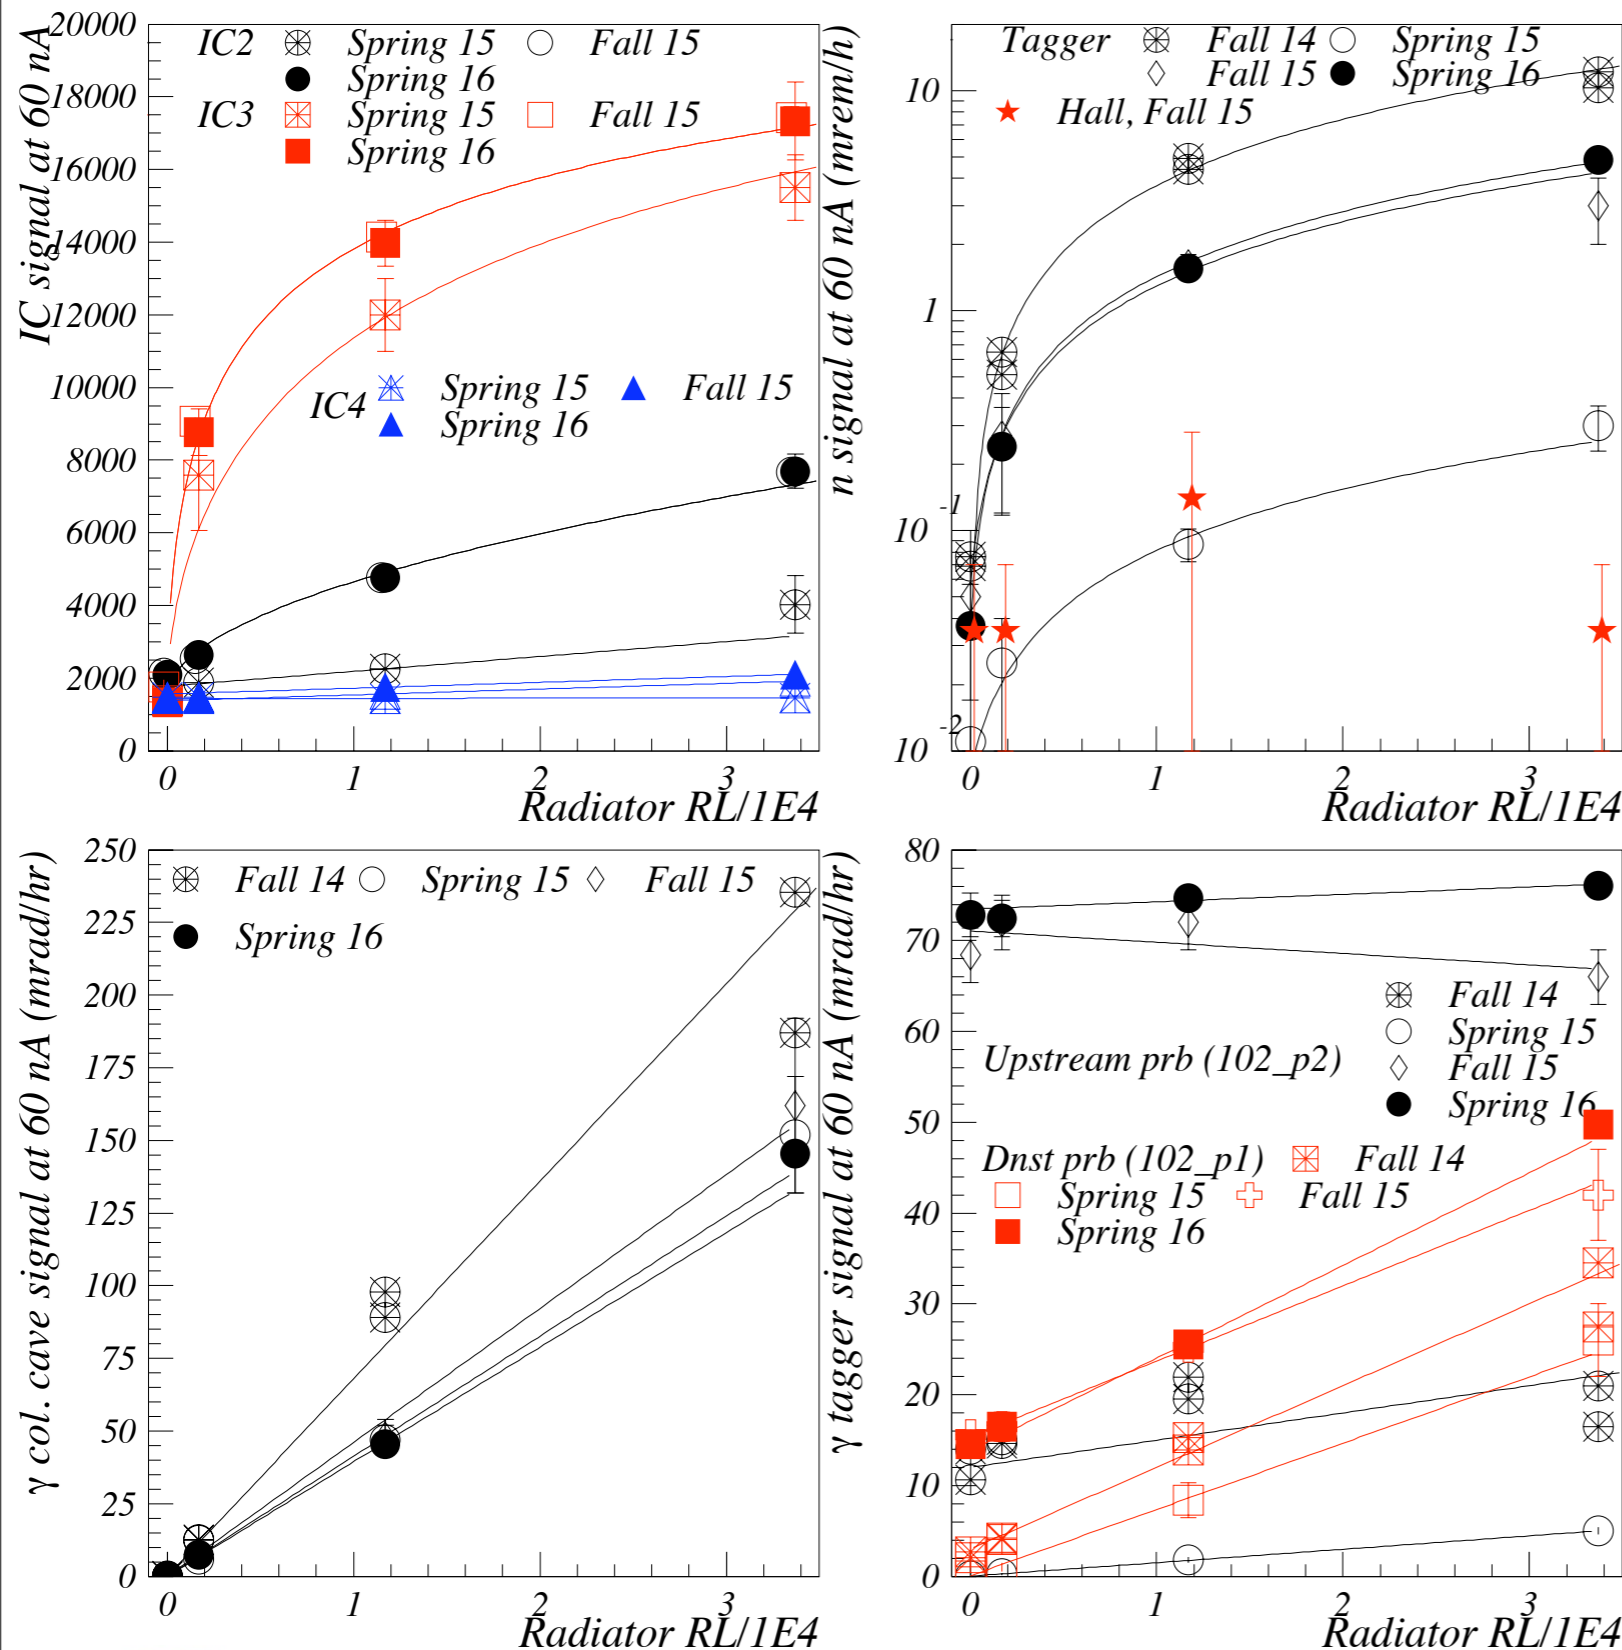 IC signal at 60 nA
20000
18000
16000
14000
12000
10000
8000
6000
4000
2000
0
IC2 Spring 15 Fall 15
Spring 16
IC3 Spring 15 Fall 15
Spring 16
IC4 Spring 15 Fall 15
Spring 16
0 1 2 3
Radiator RL/1E4
n signal at 60 nA (mrem/h)
10
1
10 -1
10 -2
Tagger Fall 14 Spring 15
Fall 15 Spring 16
Hall, Fall 15
0 1 2 3
Radiator RL/1E4
γ col. cave signal at 60 nA (mrad/hr)
250
225
200
175
150
125
100
75
50
25
0
Fall 14 Spring 15 Fall 15
Spring 16
0 1 2 3
Radiator RL/1E4
γ tagger signal at 60 nA (mrad/hr)
80
70
60
50
40
30
20
10
0
Fall 14
Spring 15
Upstream prb (102_p2) Fall 15
Spring 16
Dnst prb (102_p1) Fall 14
Spring 15 Fall 15
Spring 16
0 1 2 3
Radiator RL/1E4